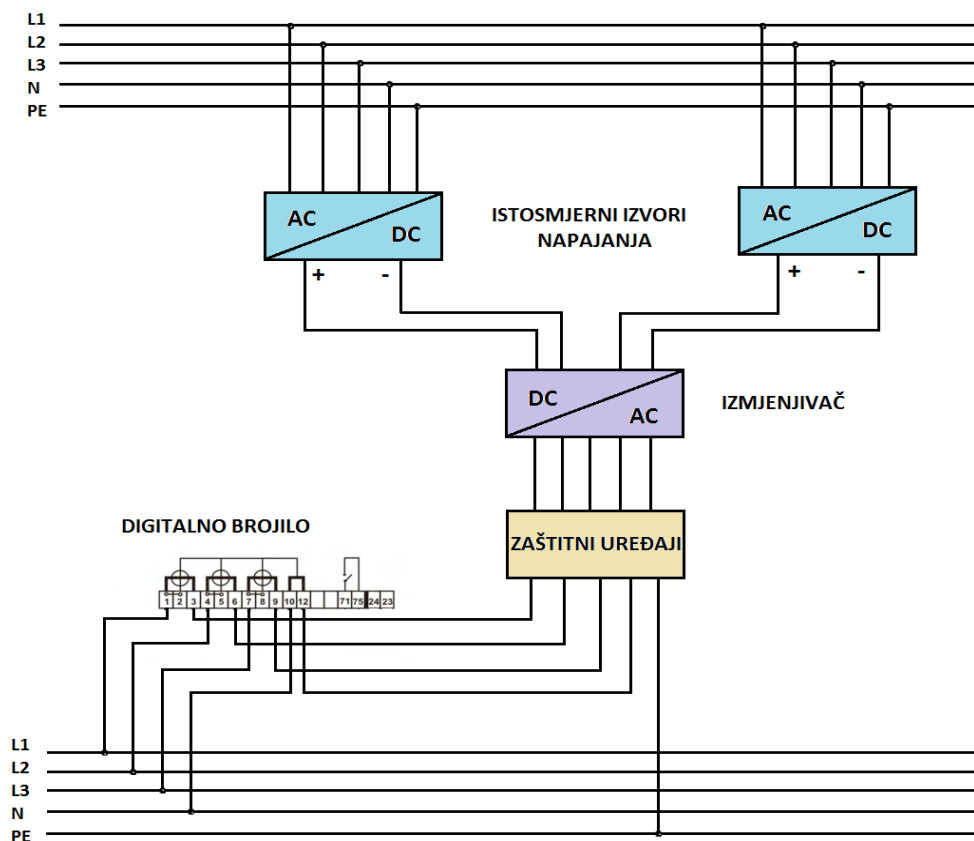 L1
L2
L3
N
PE
AC
DC
ISTOSMJERNI IZVORI
NAPAJANJA
AC
DC
+ -
+ -
DC
AC
IZMJENJIVAČ
DIGITALNO BROJILO
ZAŠTITNI UREĐAJI
1 2 3 4 5 6 7 8 9 10 12 71 75 24 23
L1
L2
L3
N
PE